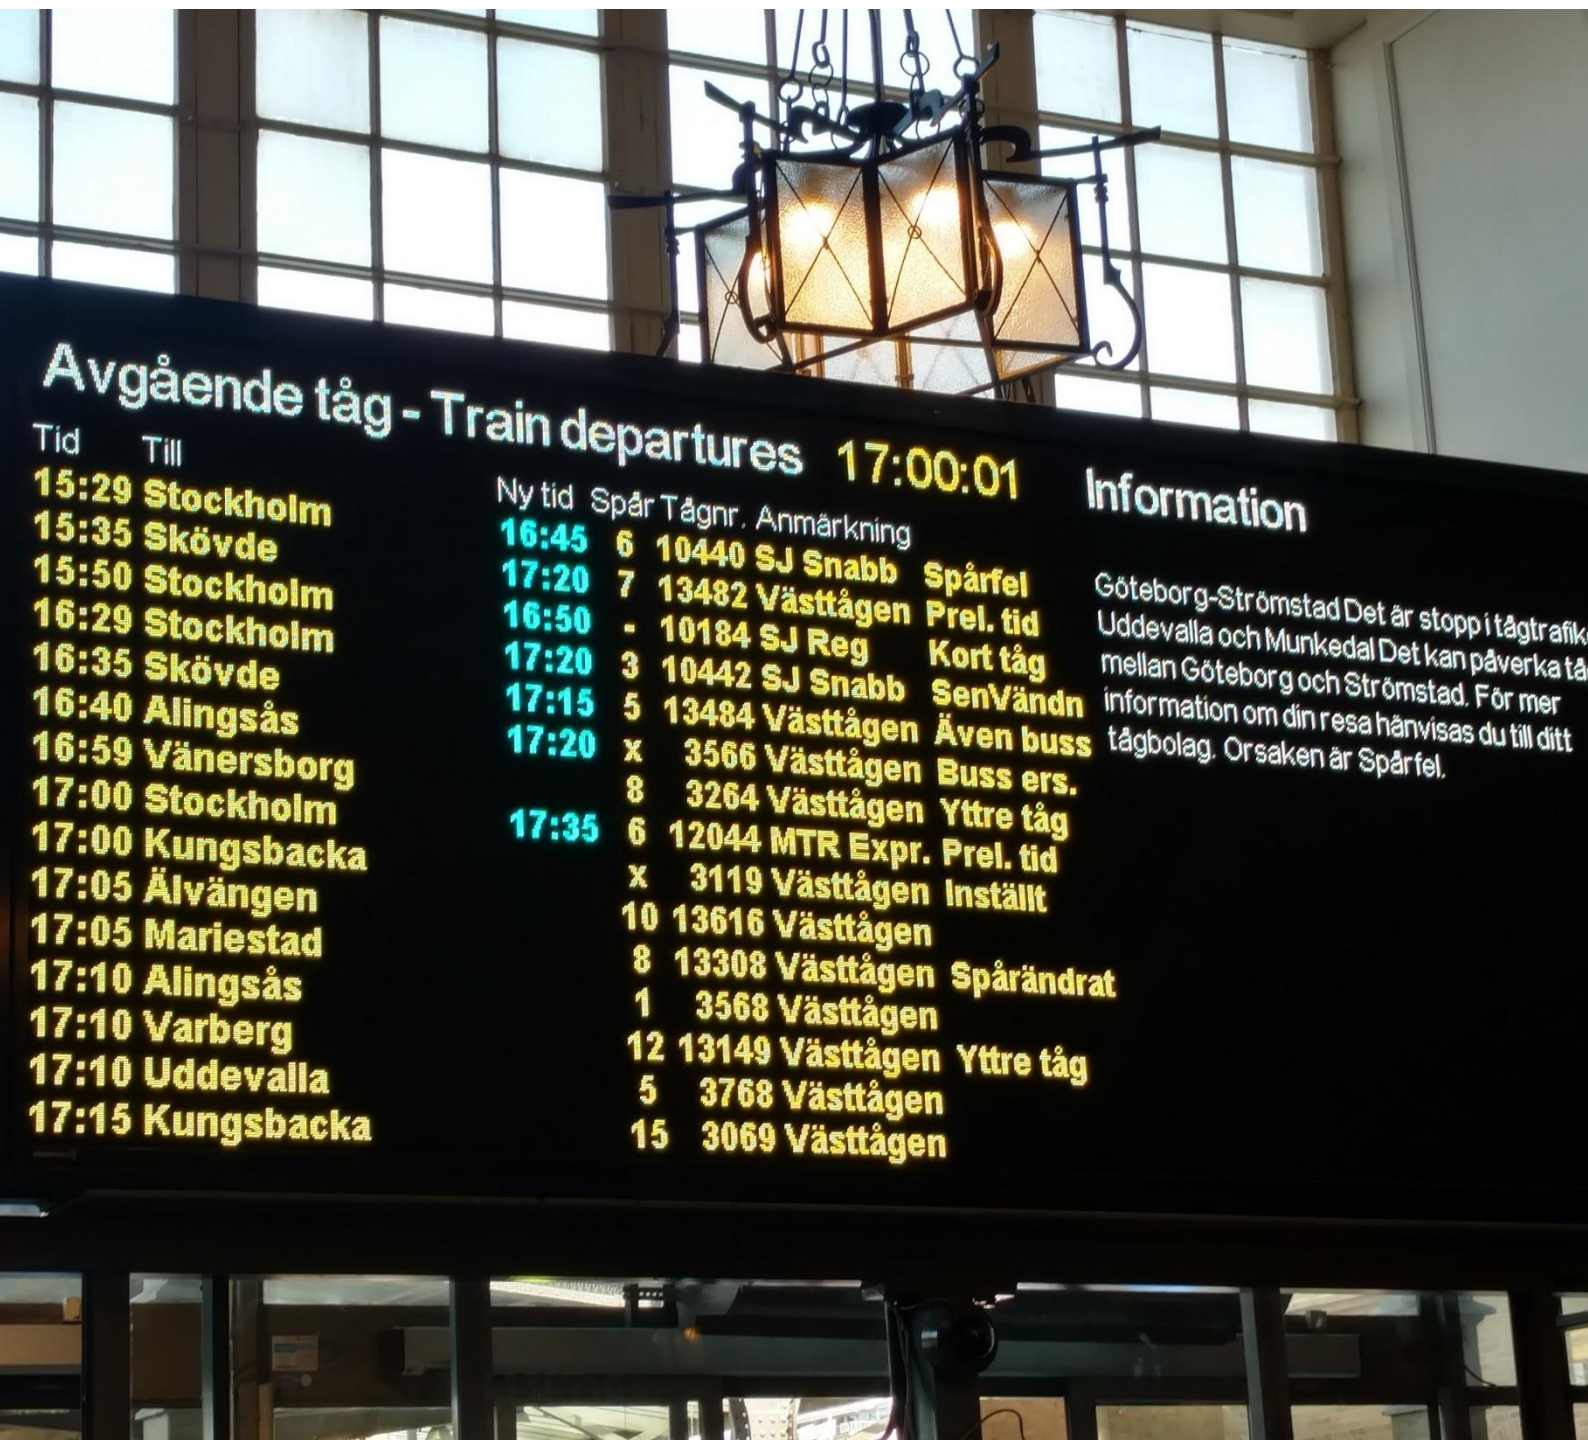 Avgående tåg - Train departures 17:00:01
Tid Till Ny tid Spår Tågnr. Anmärkning
15:29 Stockholm 16:45 6 10440 SJ Snabb Spårfel
15:35 Skövde 17:20 7 13482 Västtågen Prel. tid
15:50 Stockholm 16:50 - 10184 SJ Reg Kort tåg
16:29 Stockholm 17:20 3 10442 SJ Snabb SenVändn
16:35 Skövde 17:15 5 13484 Västtågen Även buss
16:40 Alingsås 17:20 x 3566 Västtågen Buss ers.
16:59 Vänersborg 8 3264 Västtågen Yttre tåg
17:00 Stockholm 17:35 6 12044 MTR Expr. Prel. tid
17:00 Kungsbacka x 3119 Västtågen Inställt
17:05 Älvängen 10 13616 Västtågen
17:05 Mariestad 8 13308 Västtågen Spårändrat
17:10 Alingsås 1 3568 Västtågen
17:10 Varberg 12 13149 Västtågen Yttre tåg
17:10 Uddevalla 5 3768 Västtågen
17:15 Kungsbacka 15 3069 Västtågen
Information
Göteborg-Strömstad Det är stopp i tågtrafik
Uddevalla och Munkedal Det kan påverka tå
mellan Göteborg och Strömstad. För mer
information om din resa hänvisas du till ditt
tågbolag. Orsaken är Spårfel.